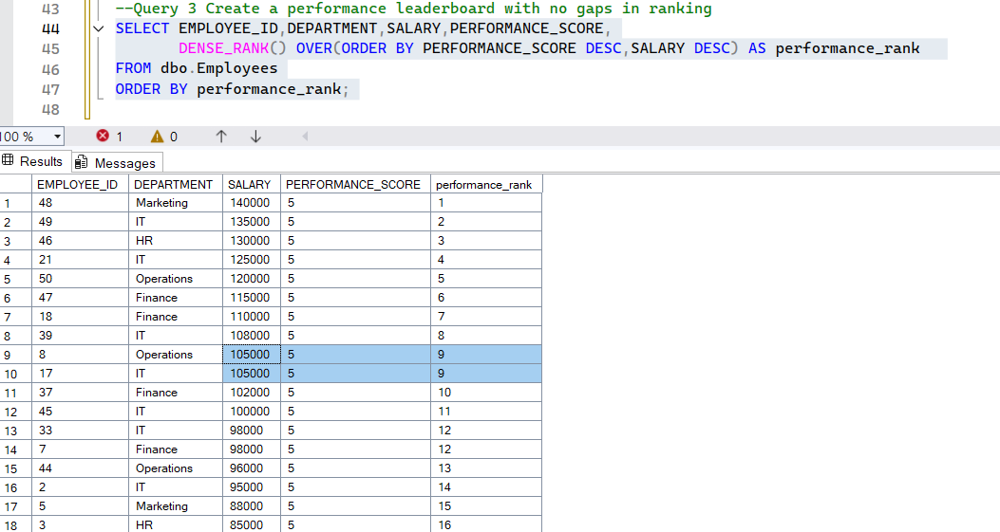 43 --Query 3 Create a performance leaderboard with no gaps in ranking
44 SELECT EMPLOYEE_ID,DEPARTMENT,SALARY,PERFORMANCE_SCORE,
45 DENSE_RANK() OVER(ORDER BY PERFORMANCE_SCORE DESC,SALARY DESC) AS performance_rank
46 FROM dbo.Employees
47 ORDER BY performance_rank;
48
100 % 1 0
Results Messages
EMPLOYEE_ID DEPARTMENT SALARY PERFORMANCE_SCORE performance_rank
1 48 Marketing 140000 5 1
2 49 IT 135000 5 2
3 46 HR 130000 5 3
4 21 IT 125000 5 4
5 50 Operations 120000 5 5
6 47 Finance 115000 5 6
7 18 Finance 110000 5 7
8 39 IT 108000 5 8
9 8 Operations 105000 5 9
10 17 IT 105000 5 9
11 37 Finance 102000 5 10
12 45 IT 100000 5 11
13 33 IT 98000 5 12
14 7 Finance 98000 5 12
15 44 Operations 96000 5 13
16 2 IT 95000 5 14
17 5 Marketing 88000 5 15
18 3 HR 85000 5 16